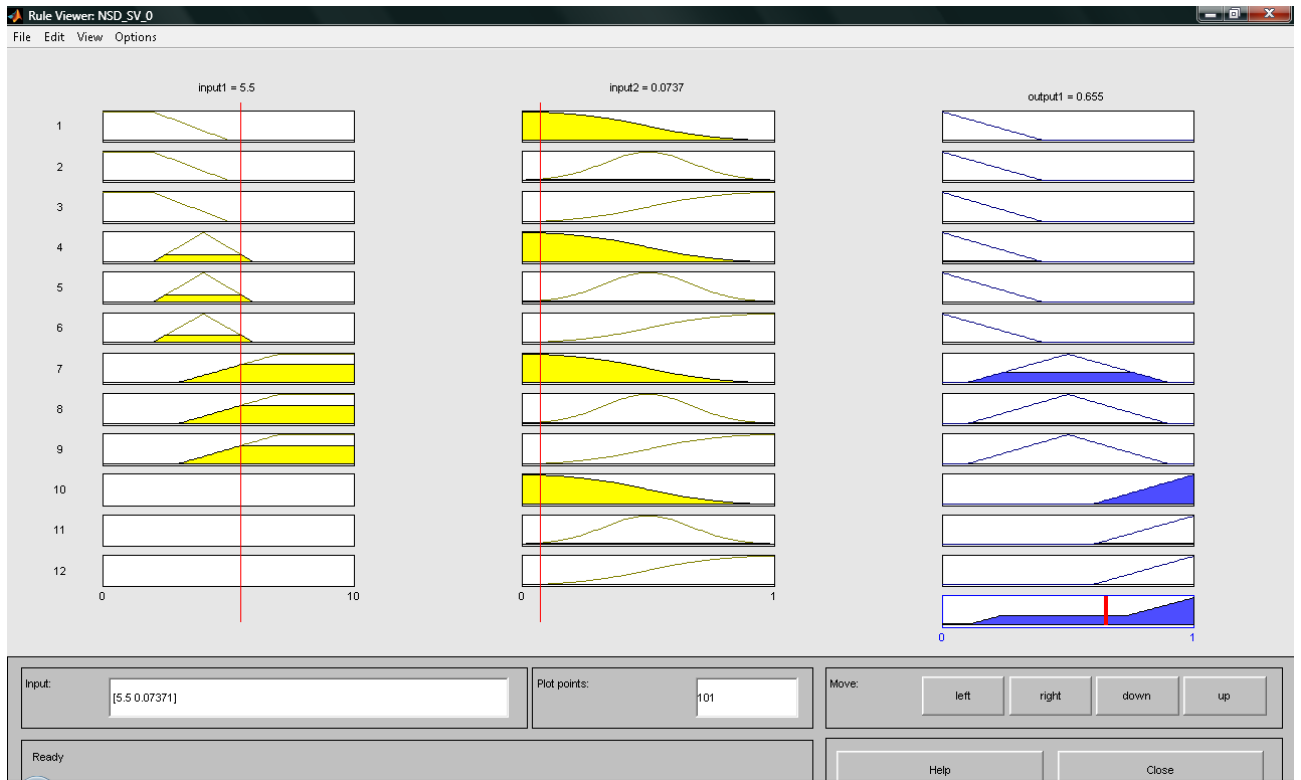 Rule Viewer: NSD_SV_0
File Edit View Options
input1 = 5.5
input2 = 0.0737
output1 = 0.655
1
2
3
4
5
6
7
8
9
10
11
12
0 10
0 1
0 1
Input:
[5.5 0.07371]
Plot points:
101
Move:
left
right
down
up
Ready
Help
Close